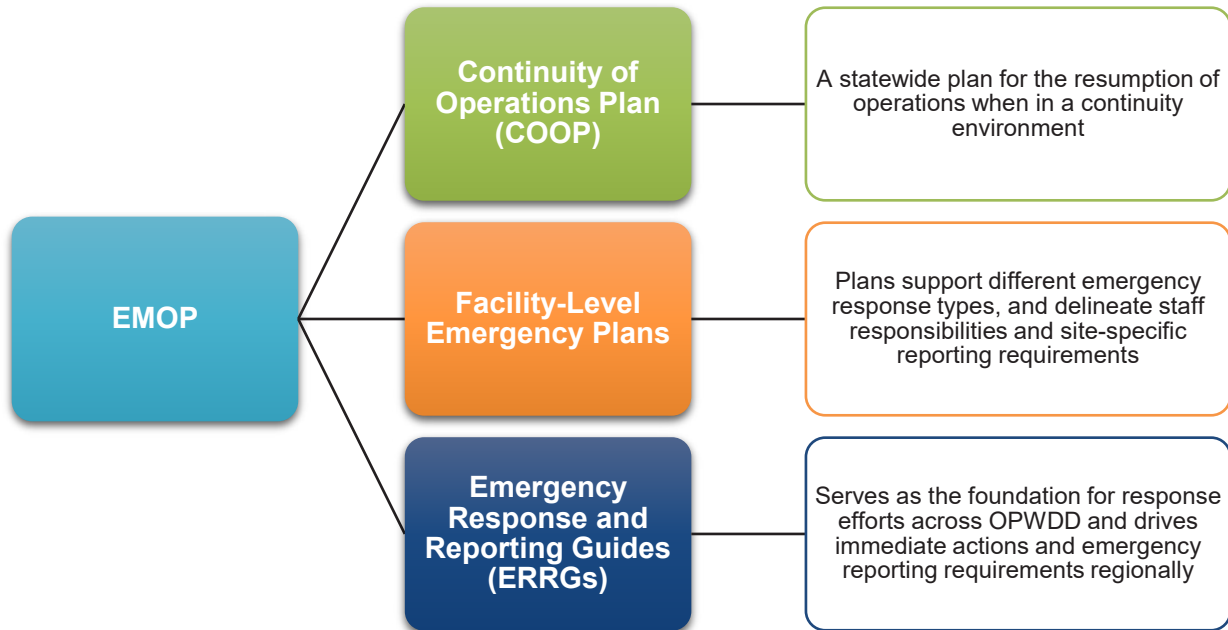 EMOP
Continuity of
Operations Plan
(COOP)
A statewide plan for the resumption of
operations when in a continuity
environment
Facility-Level
Emergency Plans
Plans support different emergency
response types, and delineate staff
responsibilities and site-specific
reporting requirements
Emergency
Response and
Reporting Guides
(ERRGs)
Serves as the foundation for response
efforts across OPWDD and drives
immediate actions and emergency
reporting requirements regionally